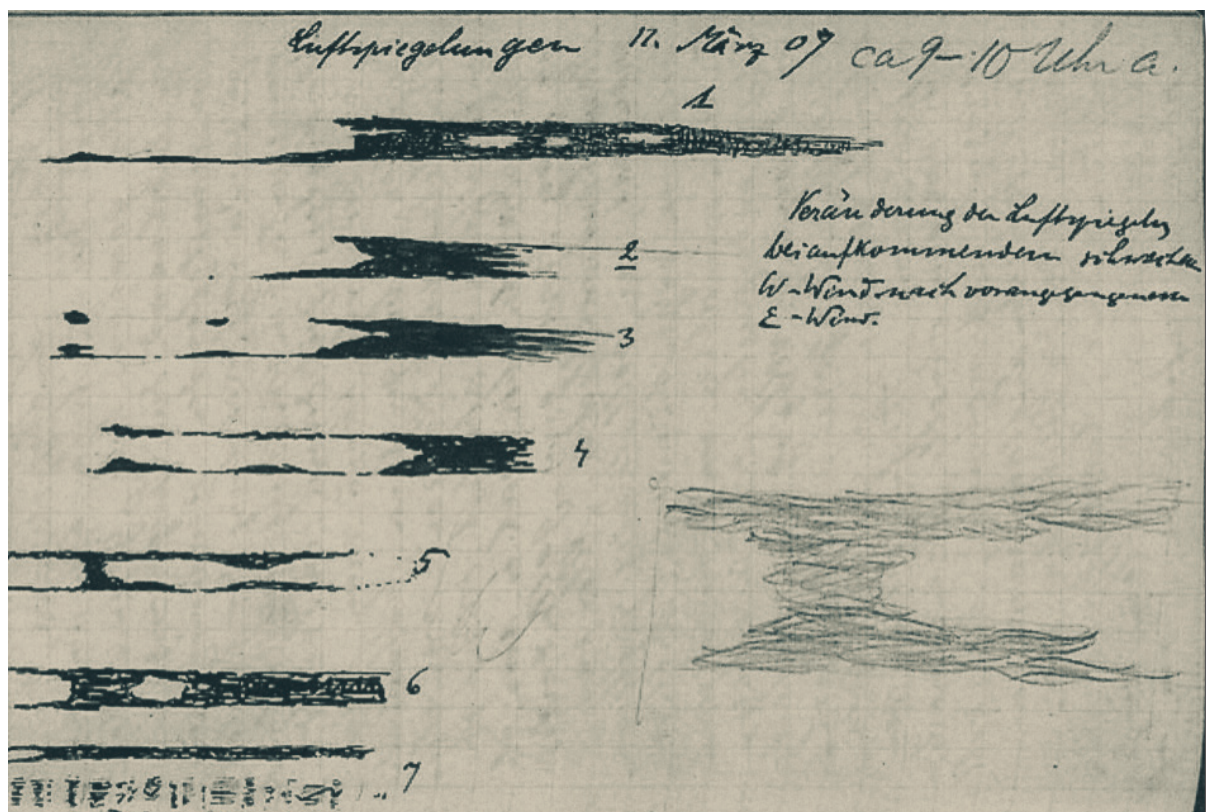 Luftspiegelungen 11. März 07 ca 9-10 Uhr a.
1
Veränderung der Luftspiegelg
bei aufkommendem schwachen
W-Wind nach vorangegangenem
E-Wind.
2
3
4
5
6
7